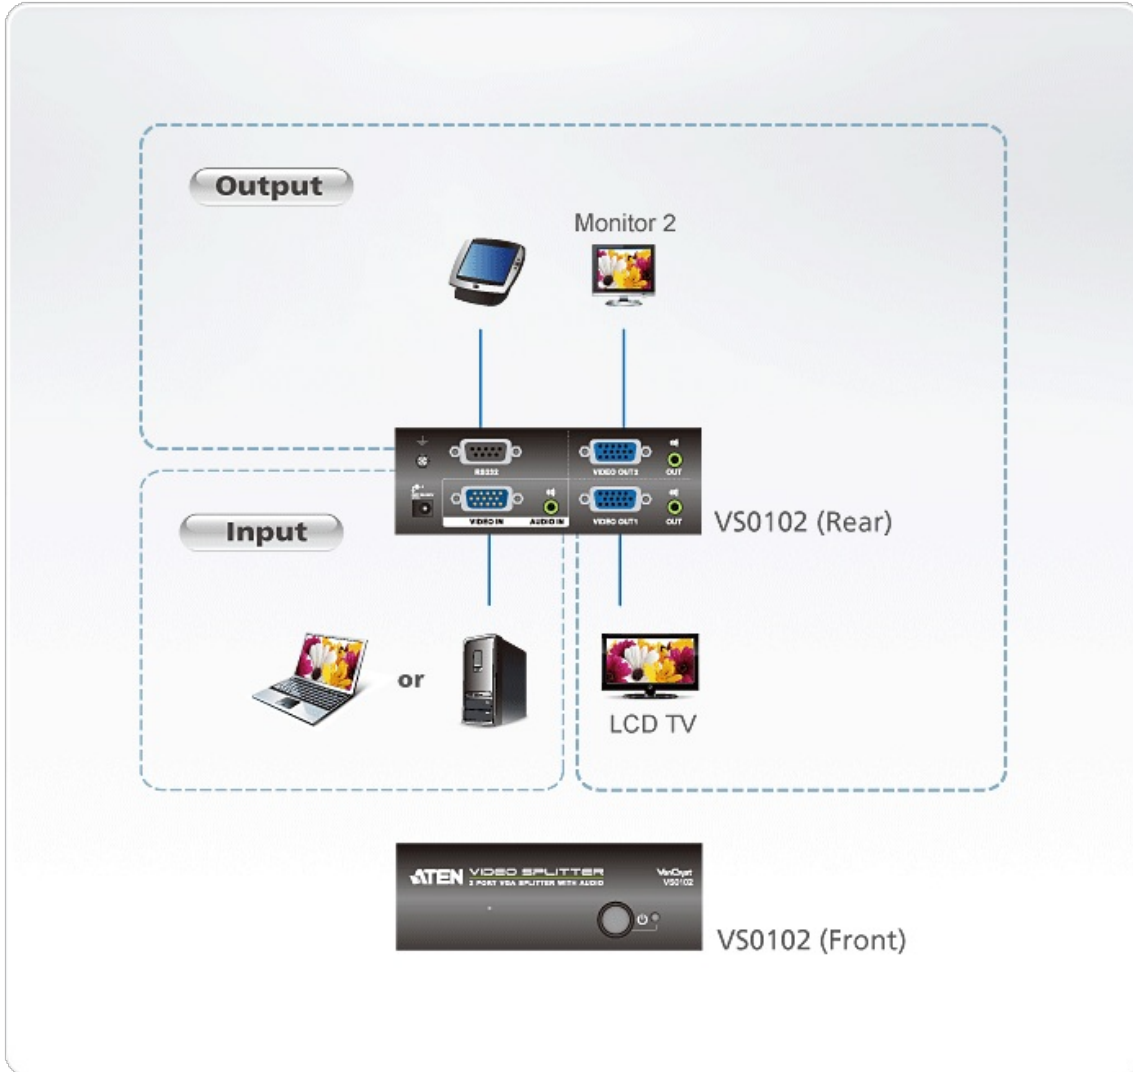 Output
Monitor 2
RS232
VIDEO OUT2
OUT
VIDEO IN
AUDIO IN
VIDEO OUT1
OUT
VS0102 (Rear)
Input
or
LCD TV
ATEN
VIDEO SPLITTER
2 PORT VGA SPLITTER WITH AUDIO
VanCryst
VS0102
VS0102 (Front)